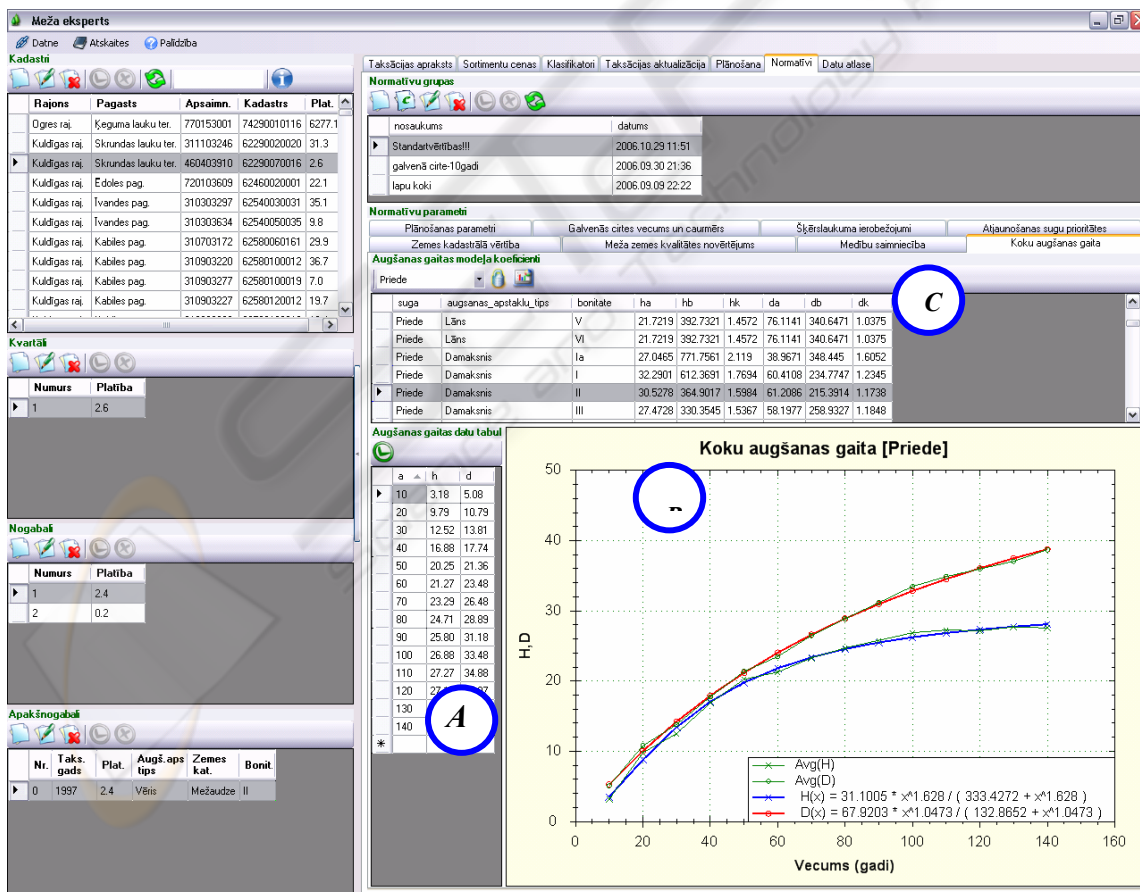 Meža eksperts
Datne Atskaites Palīdzība
Kadastri
Rajons Pagasts Apsaimn. Kadastrs Plat.
Ogres raj. Ķeguma lauku ter. 770153001 74290010116 6277.1
Kuldīgas raj. Skrundas lauku ter. 311103246 62290020020 31.3
Kuldīgas raj. Skrundas lauku ter. 460403910 62290070016 2.6
Kuldīgas raj. Ēdoles pag. 720103609 62460020001 22.1
Kuldīgas raj. Īvandes pag. 310303297 62540030031 35.1
Kuldīgas raj. Īvandes pag. 310303634 62540050035 9.8
Kuldīgas raj. Kabiles pag. 310703172 62580060161 29.9
Kuldīgas raj. Kabiles pag. 310903220 62580100012 36.7
Kuldīgas raj. Kabiles pag. 310903277 62580100019 7.0
Kuldīgas raj. Kabiles pag. 310903227 62580120012 19.7
Kvartāli
Numurs Platība
1 2.6
Nogabali
Numurs Platība
1 2.4
2 0.2
Apakšnogabali
Nr. Taks. gads Plat. Augš.aps tips Zemes kat. Bonit.
0 1997 2.4 Vēris Mežaudze II
Taksācijas apraksts Sortimentu cenas Klasifikatori Taksācijas aktualizācija Plānošana Normatīvi Datu atlase
Normatīvu grupas
nosaukums datums
Standartvērtības!!! 2006.10.29 11:51
galvenā cirte-10gadi 2006.09.30 21:36
lapu koki 2006.09.09 22:22
Normatīvu parametri
Plānošanas parametri Galvenās cirtes vecums un caurmērs Šķērslaukuma ierobežojumi Atjaunošanas sugu prioritātes
Zemes kadastrālā vērtība Meža zemes kvalitātes novērtējums Medību saimniecība Koku augšanas gaita
Augšanas gaitas modeļa koeficienti
Priede
suga augsanas_apstaklu_tips bonitate ha hb hk da db dk
Priede Lāns V 21.7219 392.7321 1.4572 76.1141 340.6471 1.0375
Priede Lāns VI 21.7219 392.7321 1.4572 76.1141 340.6471 1.0375
Priede Damaksnis Ia 27.0465 771.7561 2.119 38.9671 348.445 1.6052
Priede Damaksnis I 32.2901 612.3691 1.7694 60.4108 234.7747 1.2345
Priede Damaksnis II 30.5278 364.9017 1.5984 61.2086 215.3914 1.1738
Priede Damaksnis III 27.4728 330.3545 1.5367 58.1977 258.9327 1.1848
C
Augšanas gaitas datu tabul
a h d
10 3.18 5.08
20 9.79 10.79
30 12.52 13.81
40 16.88 17.74
50 20.25 21.36
60 21.27 23.48
70 23.29 26.48
80 24.71 28.89
90 25.80 31.18
100 26.88 33.48
110 27.27 34.88
120
130
140
A
Koku augšanas gaita [Priede]
50
40
30
20
10
0
H,D
0 20 40 60 80 100 120 140 160
Vecums (gadi)
Avg(H)
Avg(D)
H(x) = 31.1005 * x^1.628 / ( 333.4272 + x^1.628 )
D(x) = 67.9203 * x^1.0473 / ( 132.8652 + x^1.0473 )